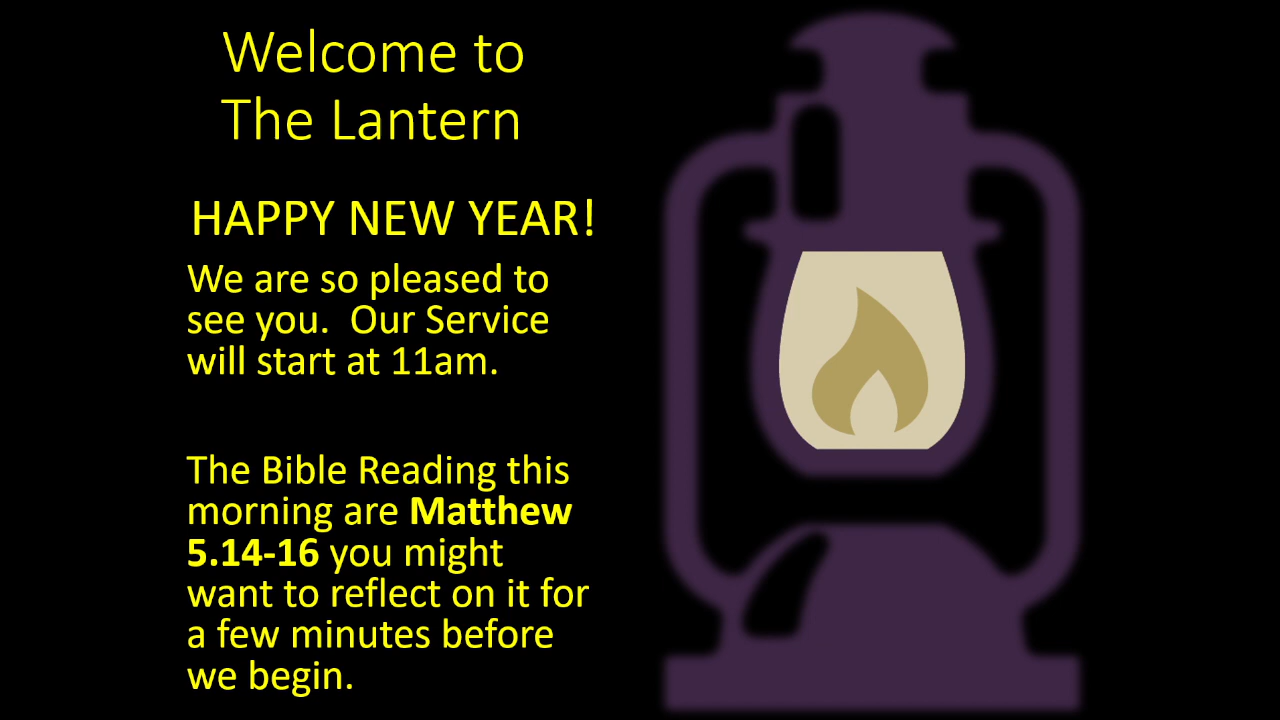 Welcome to
The Lantern
HAPPY NEW YEAR!
We are so pleased to
see you.  Our Service
will start at 11am.
The Bible Reading this
morning are Matthew
5.14-16 you might
want to reflect on it for
a few minutes before
we begin.